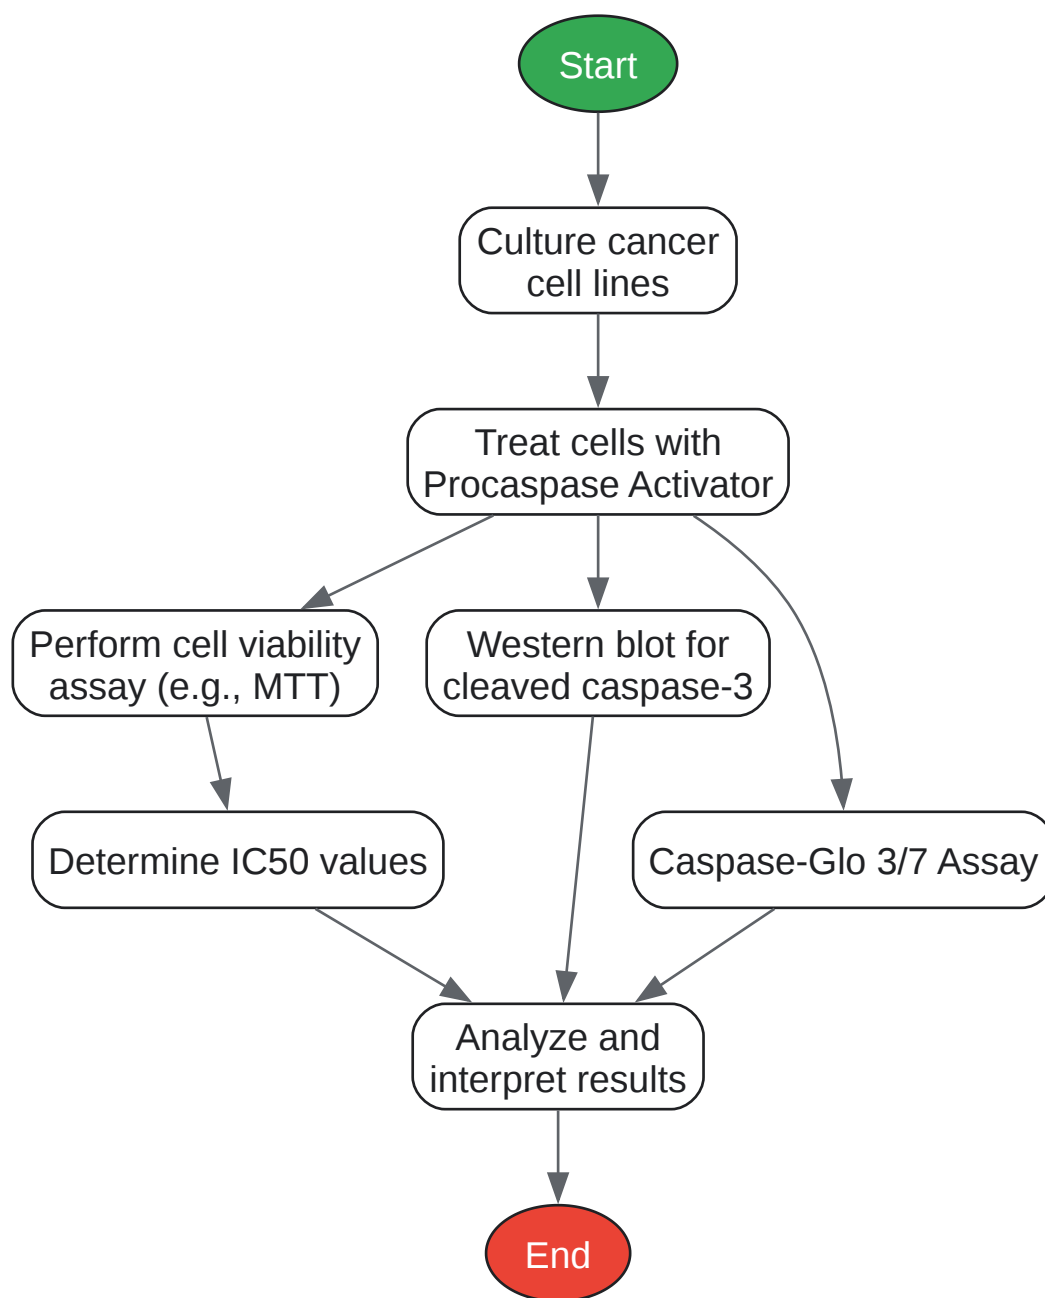 Start
Culture cancer
cell lines
Treat cells with
Procaspase Activator
Perform cell viability
assay (e.g., MTT)
Western blot for
cleaved caspase-3
Determine IC50 values
Caspase-Glo 3/7 Assay
Analyze and
interpret results
End